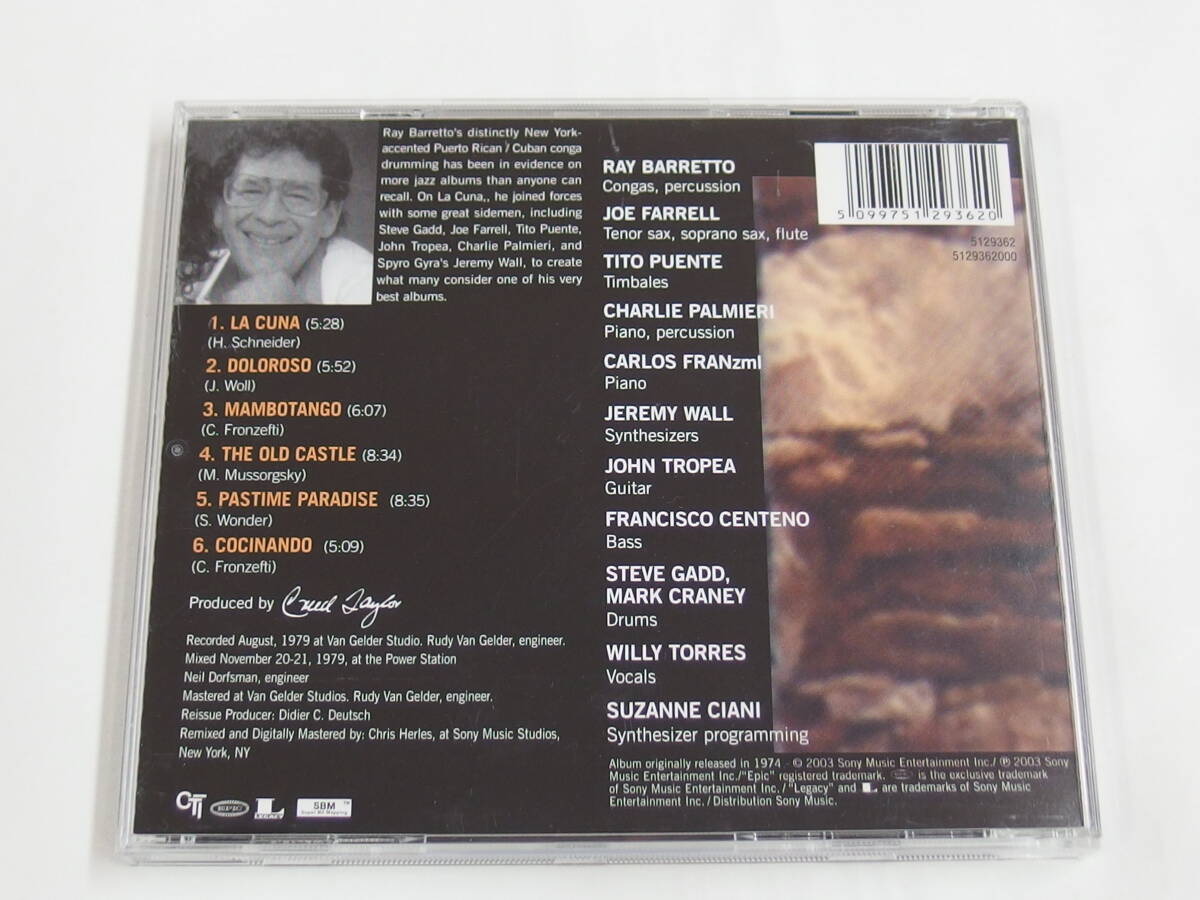 Ray Barretto's distinctly New York-
accented Puerto Rican / Cuban conga
drumming has been in evidence on
more jazz albums than anyone can
recall. On La Cuna,, he joined forces
with some great sidemen, including
Steve Gadd, Joe Farrell, Tito Puente,
John Tropea, Charlie Palmieri, and
Spyro Gyra's Jeremy Wall, to create
what many consider one of his very
best albums.
1. LA CUNA (5:28)
(H. Schneider)
2. DOLOROSO (5:52)
(J. Woll)
3. MAMBOTANGO (6:07)
(C. Fronzefti)
4. THE OLD CASTLE (8:34)
(M. Mussorgsky)
5. PASTIME PARADISE (8:35)
(S. Wonder)
6. COCINANDO (5:09)
(C. Fronzefti)
Produced by Creed Taylor
Recorded August, 1979 at Van Gelder Studio. Rudy Van Gelder, engineer.
Mixed November 20-21, 1979, at the Power Station
Neil Dorfsman, engineer
Mastered at Van Gelder Studios. Rudy Van Gelder, engineer.
Reissue Producer: Didier C. Deutsch
Remixed and Digitally Mastered by: Chris Herles, at Sony Music Studios,
New York, NY
CTI EPIC L LEGACY SBM™ Super Bit Mapping
RAY BARRETTO
Congas, percussion
JOE FARRELL
Tenor sax, soprano sax, flute
TITO PUENTE
Timbales
CHARLIE PALMIERI
Piano, percussion
CARLOS FRANzml
Piano
JEREMY WALL
Synthesizers
JOHN TROPEA
Guitar
FRANCISCO CENTENO
Bass
STEVE GADD,
MARK CRANEY
Drums
WILLY TORRES
Vocals
SUZANNE CIANI
Synthesizer programming
5 099751 293620
5129362
5129362000
Album originally released in 1974 - © 2003 Sony Music Entertainment Inc./ ℗ 2003 Sony
Music Entertainment Inc./"Epic" registered trademark. is the exclusive trademark
of Sony Music Entertainment Inc. / "Legacy" and L are trademarks of Sony Music
Entertainment Inc. / Distribution Sony Music.